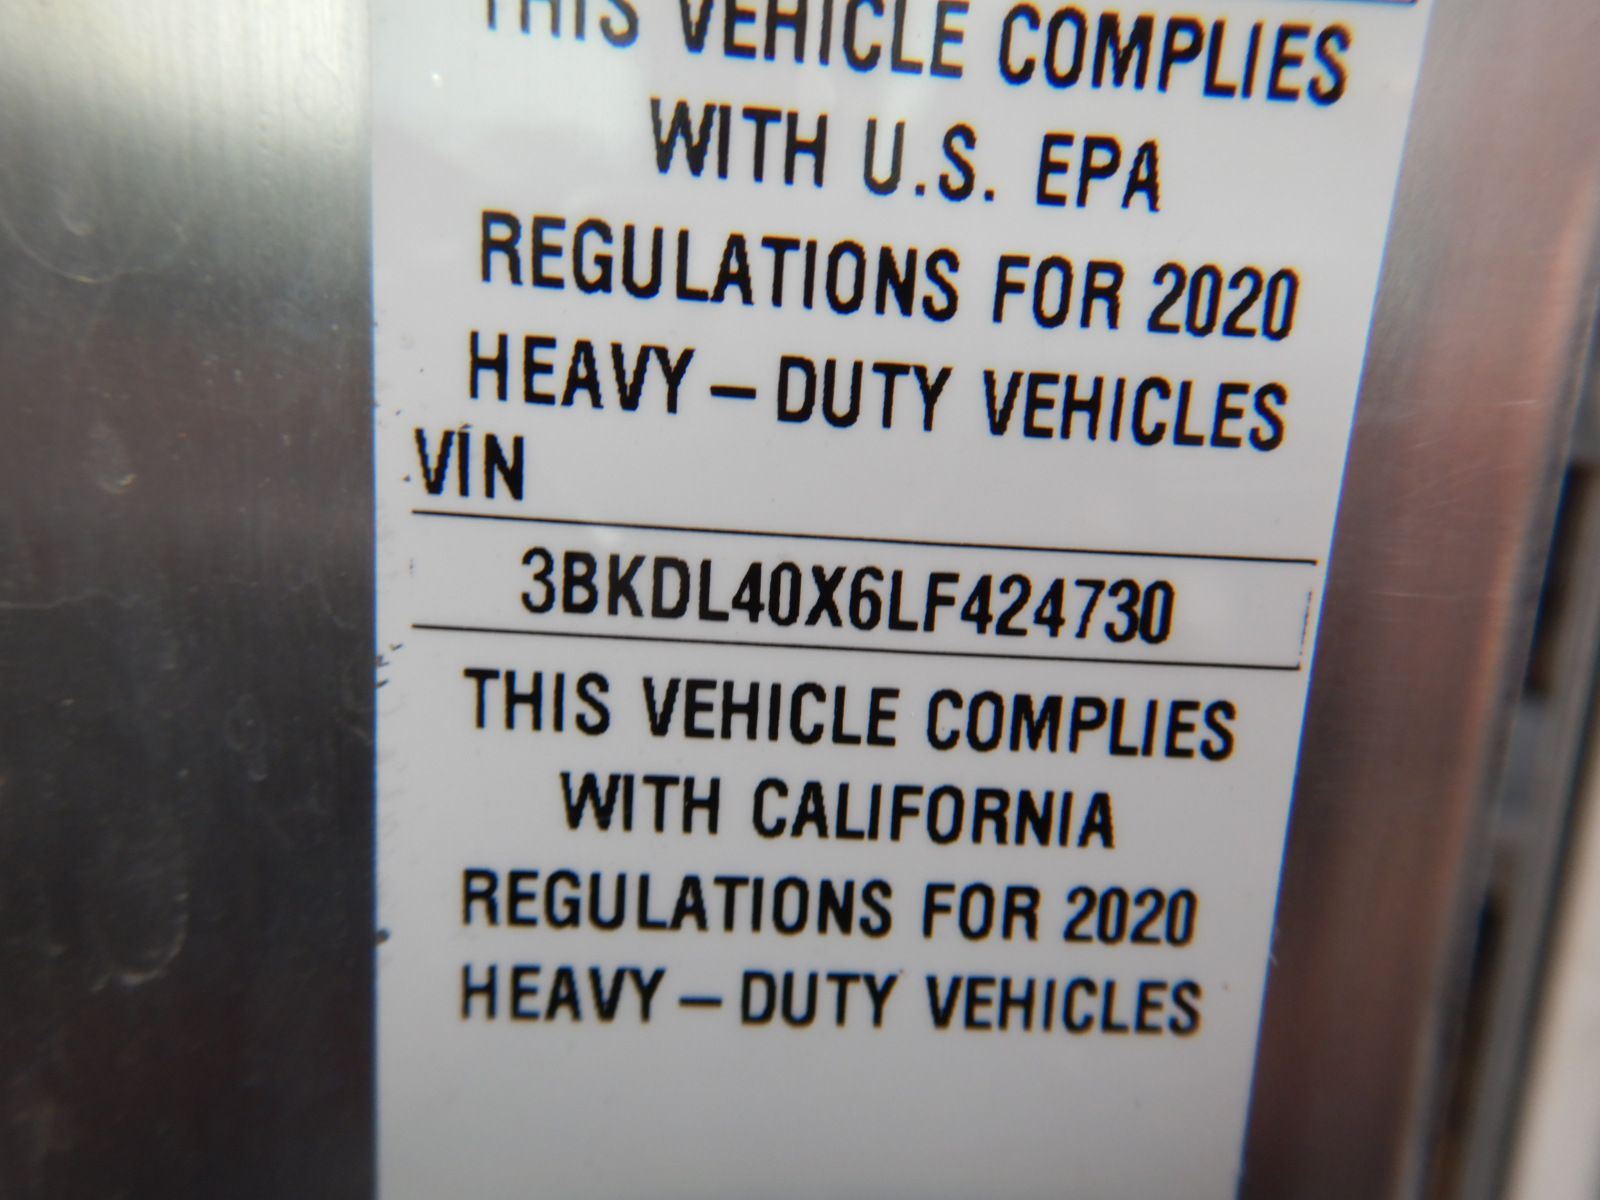 THIS VEHICLE COMPLIES
WITH U.S. EPA
REGULATIONS FOR 2020
HEAVY – DUTY VEHICLES
VIN
3BKDL40X6LF424730
THIS VEHICLE COMPLIES
WITH CALIFORNIA
REGULATIONS FOR 2020
HEAVY – DUTY VEHICLES